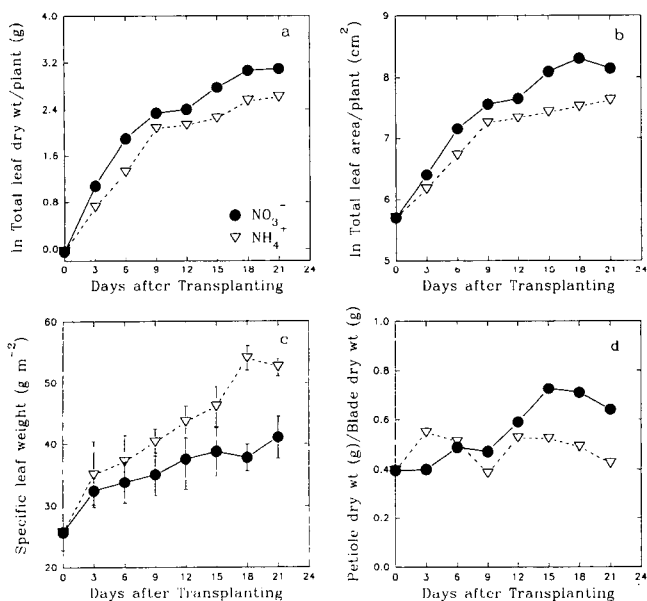 a
ln Total leaf dry wt/plant (g)
4.0
3.2
2.4
1.6
0.8
0.0
NO₃⁻
NH₄⁺
0 3 6 9 12 15 18 21 24
Days after Transplanting
b
ln Total leaf area/plant (cm²)
9
8
7
6
5
0 3 6 9 12 15 18 21 24
Days after Transplanting
c
Specific leaf weight (g m⁻²)
60
50
40
30
20
0 3 6 9 12 15 18 21 24
Days after Transplanting
d
Petiole dry wt (g)/Blade dry wt (g)
1.0
0.8
0.6
0.4
0.2
0.0
0 3 6 9 12 15 18 21 24
Days after Transplanting